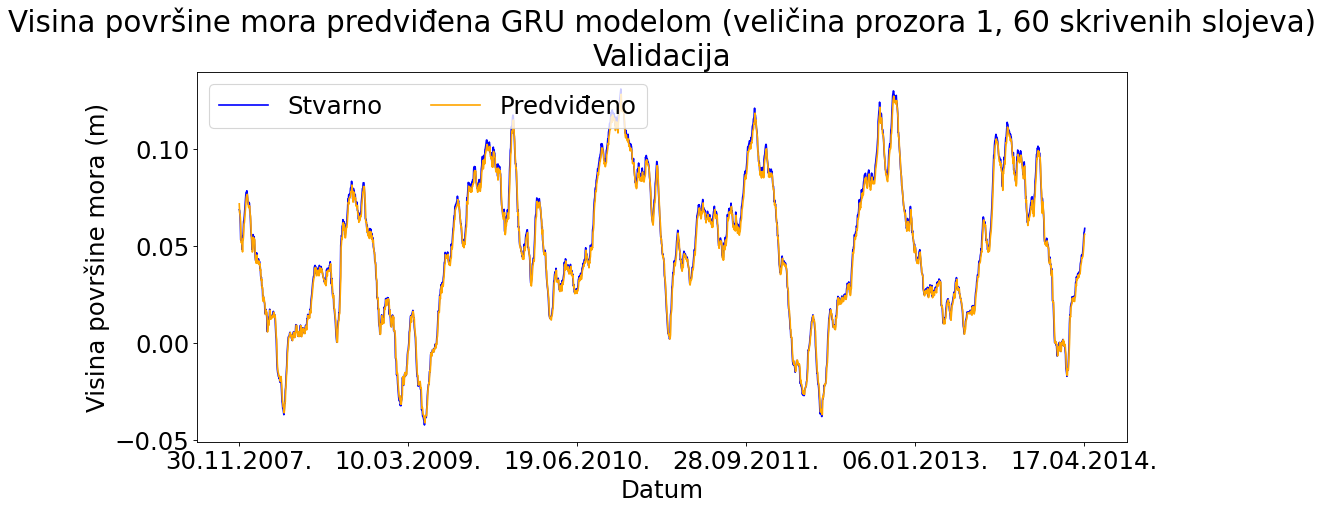 Visina površine mora predviđena GRU modelom (veličina prozora 1, 60 skrivenih slojeva)
Validacija
Stvarno Predviđeno
Visina površine mora (m)
0.10
0.05
0.00
−0.05
30.11.2007. 10.03.2009. 19.06.2010. 28.09.2011. 06.01.2013. 17.04.2014.
Datum